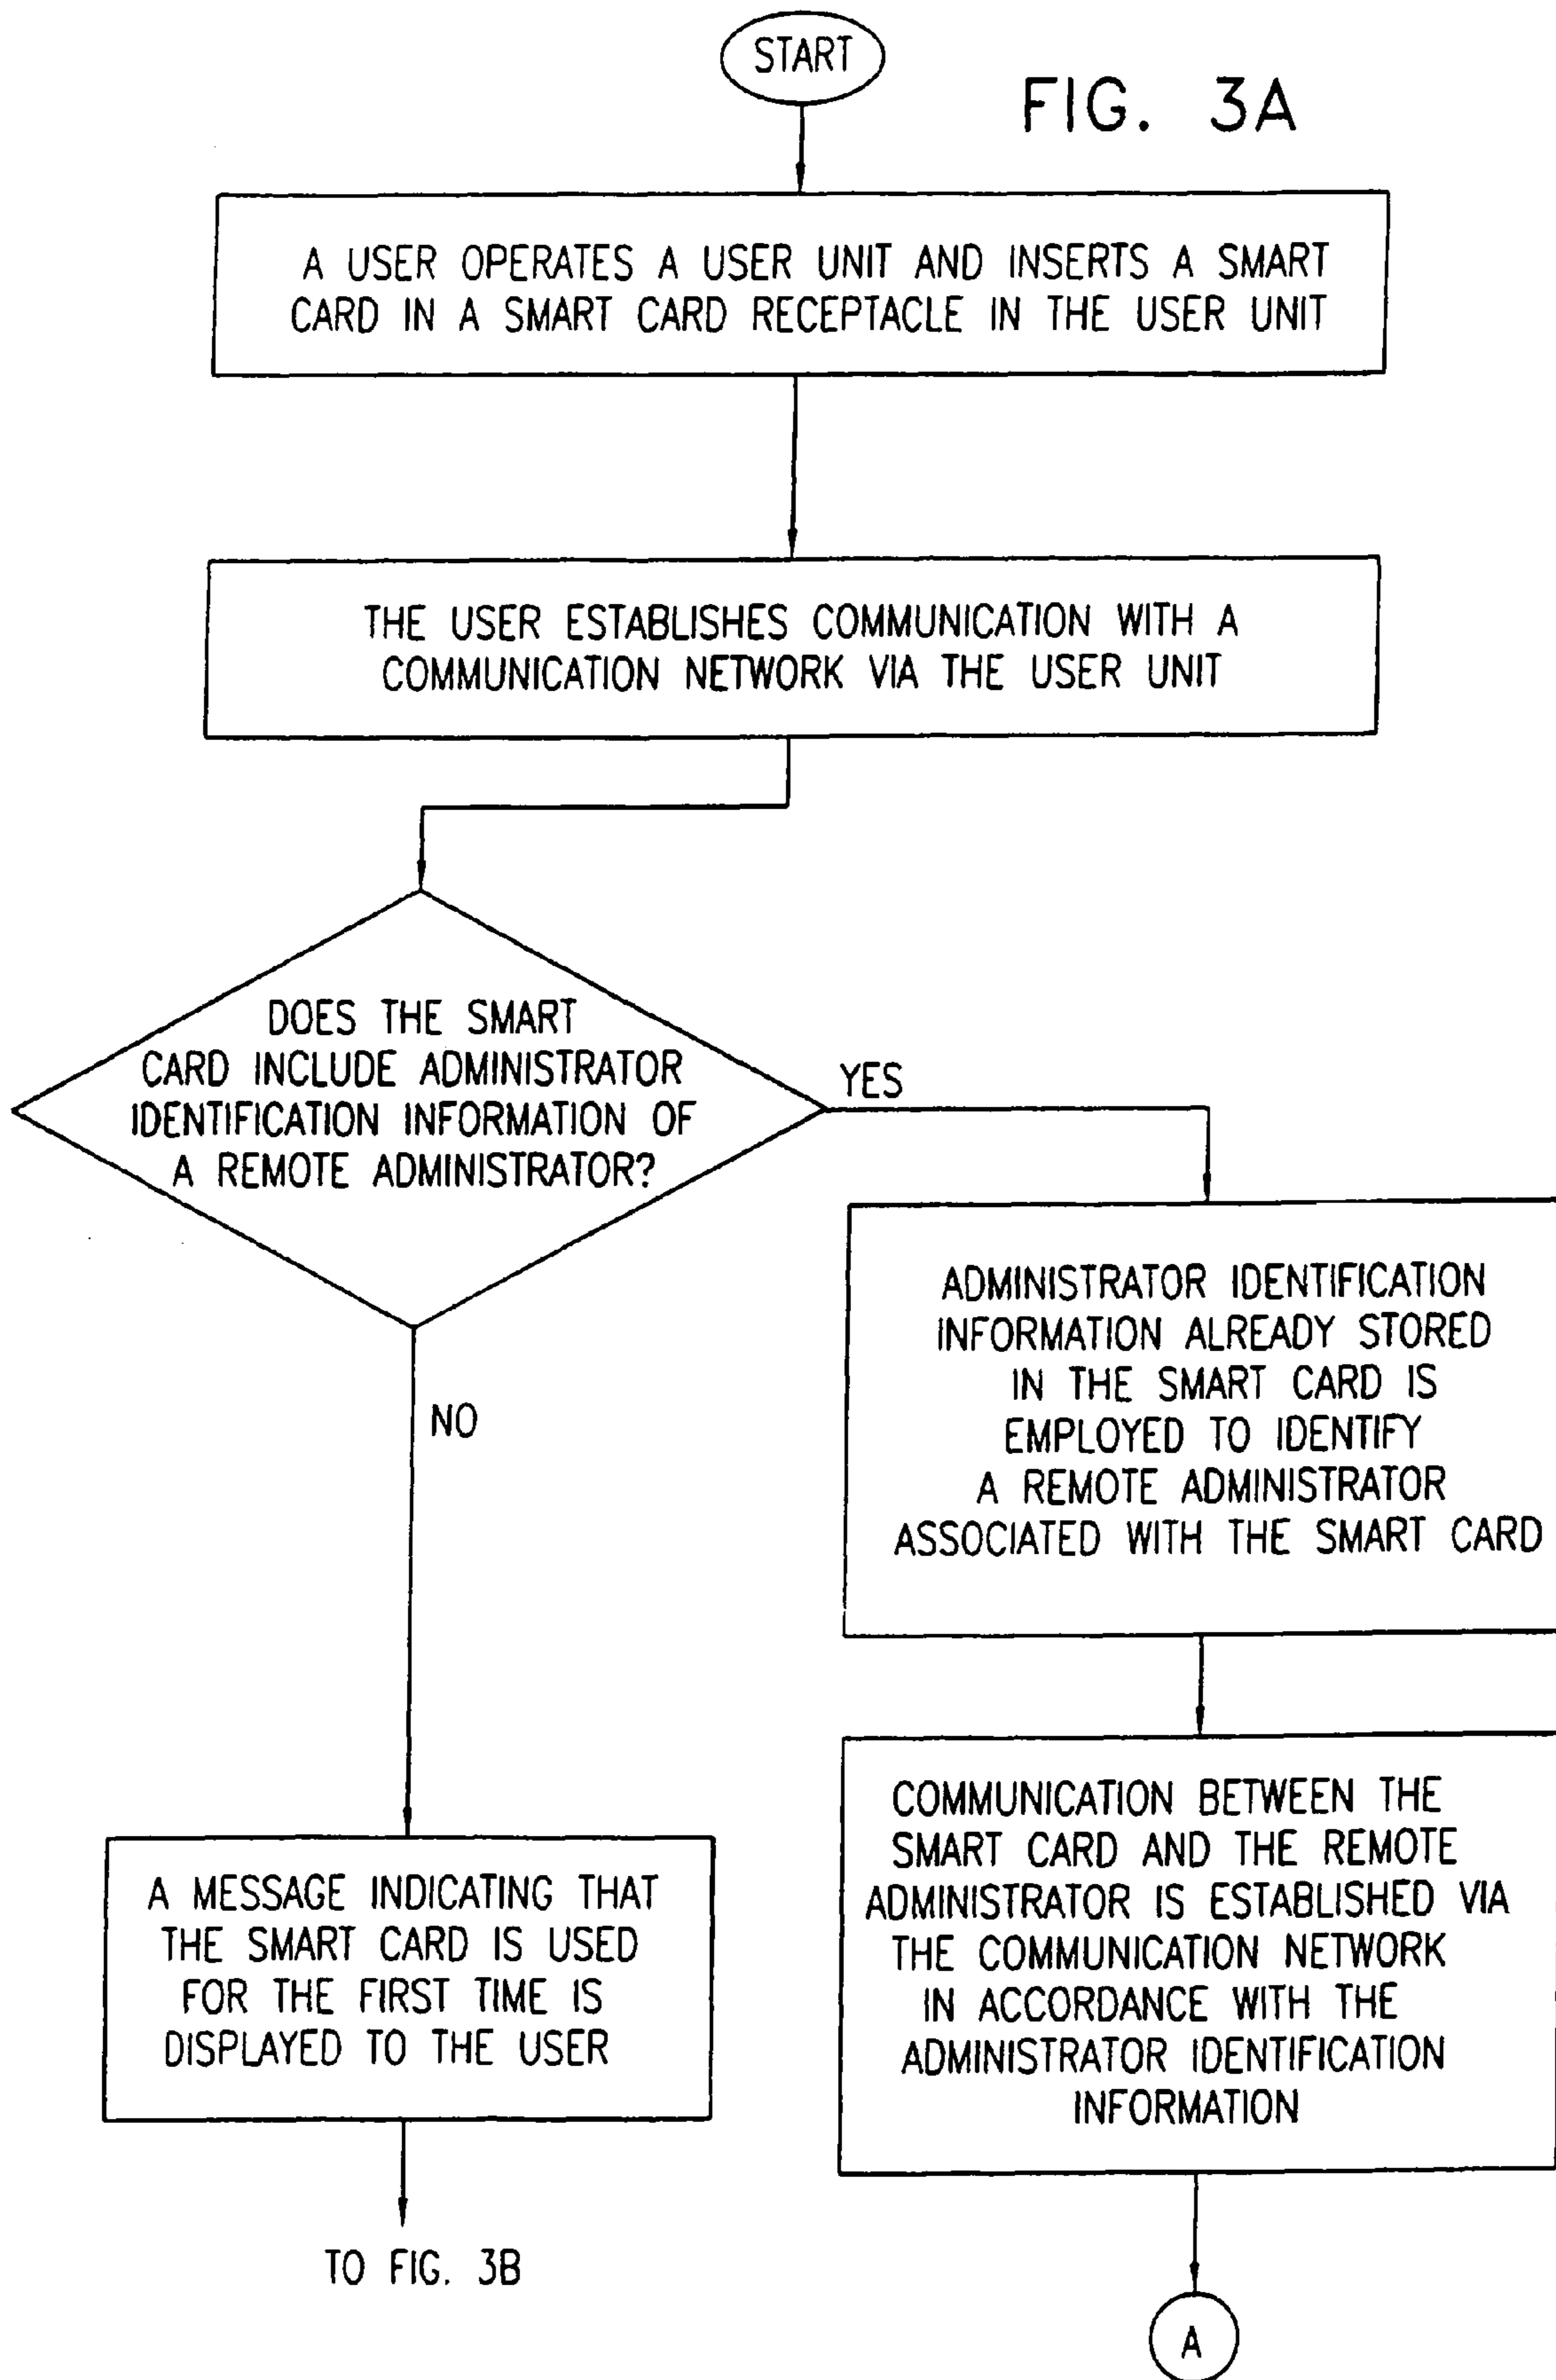 START
FIG. 3A
A USER OPERATES A USER UNIT AND INSERTS A SMART
CARD IN A SMART CARD RECEPTACLE IN THE USER UNIT
THE USER ESTABLISHES COMMUNICATION WITH A
COMMUNICATION NETWORK VIA THE USER UNIT
DOES THE SMART
CARD INCLUDE ADMINISTRATOR
IDENTIFICATION INFORMATION OF
A REMOTE ADMINISTRATOR?
YES
ADMINISTRATOR IDENTIFICATION
INFORMATION ALREADY STORED
IN THE SMART CARD IS
EMPLOYED TO IDENTIFY
A REMOTE ADMINISTRATOR
ASSOCIATED WITH THE SMART CARD
NO
COMMUNICATION BETWEEN THE
SMART CARD AND THE REMOTE
ADMINISTRATOR IS ESTABLISHED VIA
THE COMMUNICATION NETWORK
IN ACCORDANCE WITH THE
ADMINISTRATOR IDENTIFICATION
INFORMATION
A MESSAGE INDICATING THAT
THE SMART CARD IS USED
FOR THE FIRST TIME IS
DISPLAYED TO THE USER
TO FIG. 3B
A